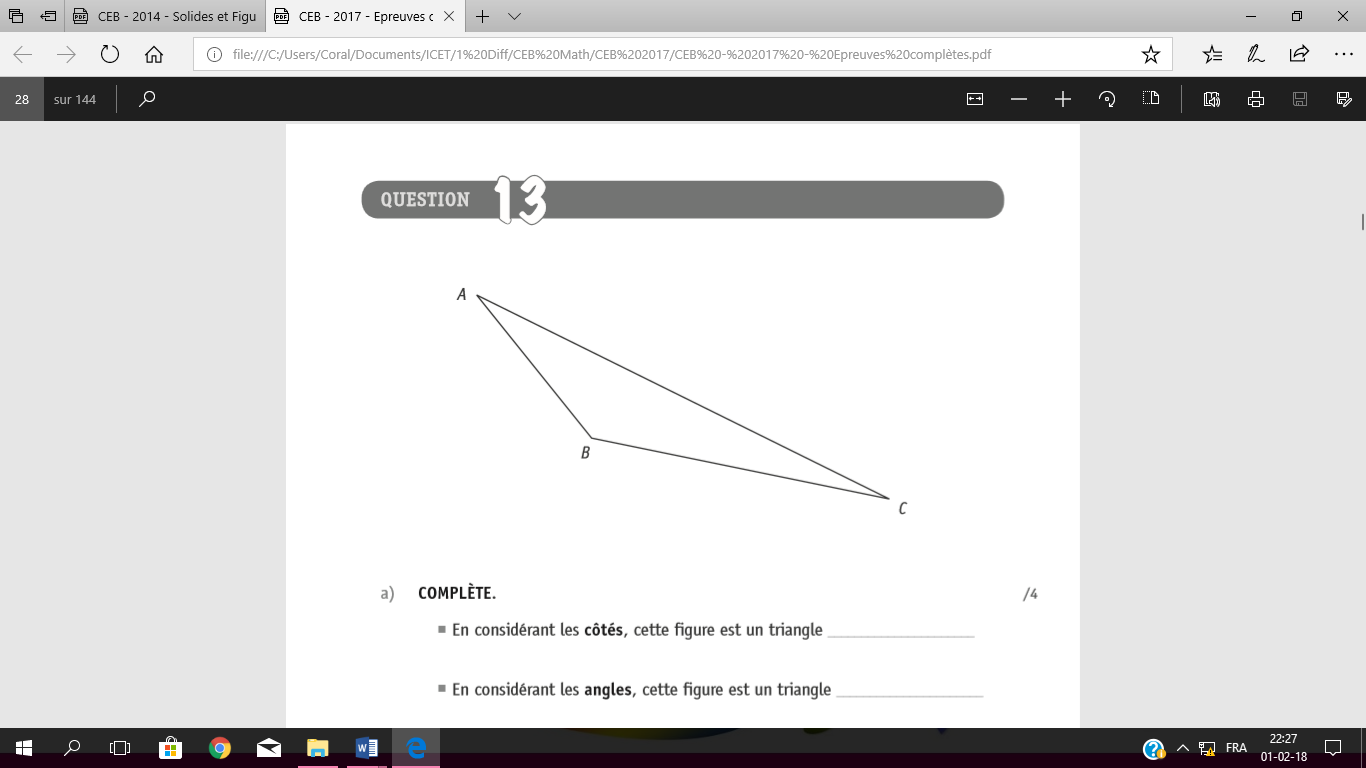 CEB - 2014 - Solides et Figu
CEB - 2017 - Epreuves c
file:///C:/Users/Coral/Documents/ICET/1%20Diff/CEB%20Math/CEB%202017/CEB%20-%202017%20-%20Epreuves%20complètes.pdf
28 sur 144
QUESTION 13
A
B
C
a) COMPLÈTE. /4
En considérant les côtés, cette figure est un triangle
En considérant les angles, cette figure est un triangle
FRA
22:27
01-02-18